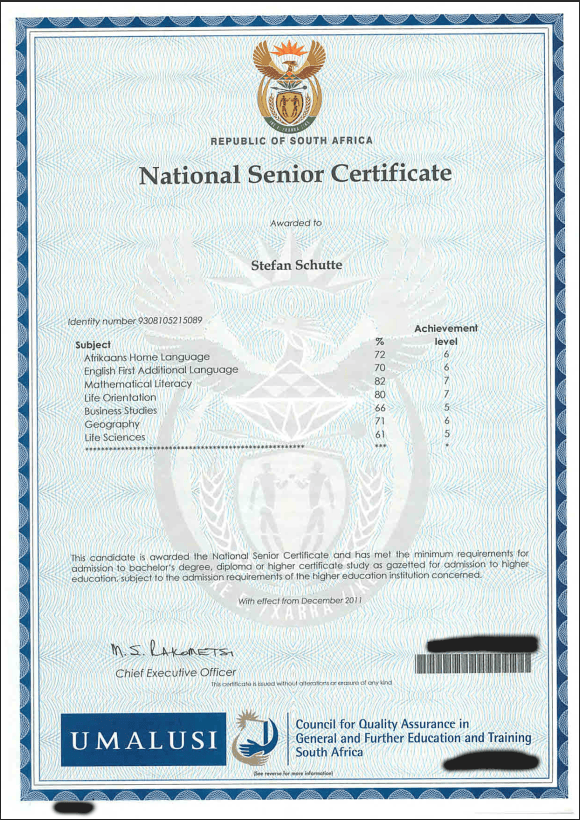 REPUBLIC OF SOUTH AFRICA
National Senior Certificate
Awarded to
Stefan Schutte
Identity number 9308105215089
Subject % Achievement level
Afrikaans Home Language 72 6
English First Additional Language 70 6
Mathematical Literacy 82 7
Life Orientation 80 7
Business Studies 66 5
Geography 71 6
Life Sciences 61 5
******************************************************** *** *
This candidate is awarded the National Senior Certificate and has met the minimum requirements for
admission to bachelor's degree, diploma or higher certificate study as gazetted for admission to higher
education, subject to the admission requirements of the higher education institution concerned.
With effect from December 2011
M.S. RAKOMETSI
Chief Executive Officer
This certificate is issued without alterations or erasure of any kind
UMALUSI
Council for Quality Assurance in
General and Further Education and Training
South Africa
(See reverse for more information)